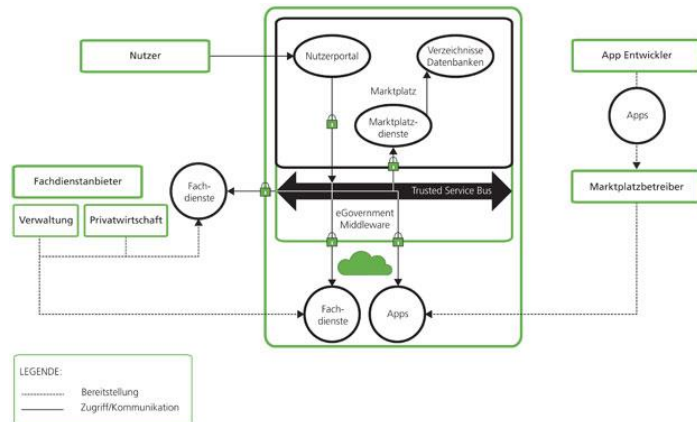 Nutzer
Nutzerportal
Verzeichnisse
Datenbanken
App Entwickler
Marktplatz
Marktplatz-
dienste
Apps
Fachdienstanbieter
Fach-
dienste
Trusted Service Bus
Marktplatzbetreiber
Verwaltung
Privatwirtschaft
eGovernment
Middleware
Fach-
dienste
Apps
LEGENDE:
Bereitstellung
Zugriff/Kommunikation